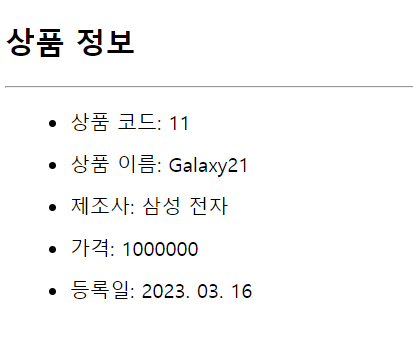 상품 정보
상품 코드: 11
상품 이름: Galaxy21
제조사: 삼성 전자
가격: 1000000
등록일: 2023. 03. 16